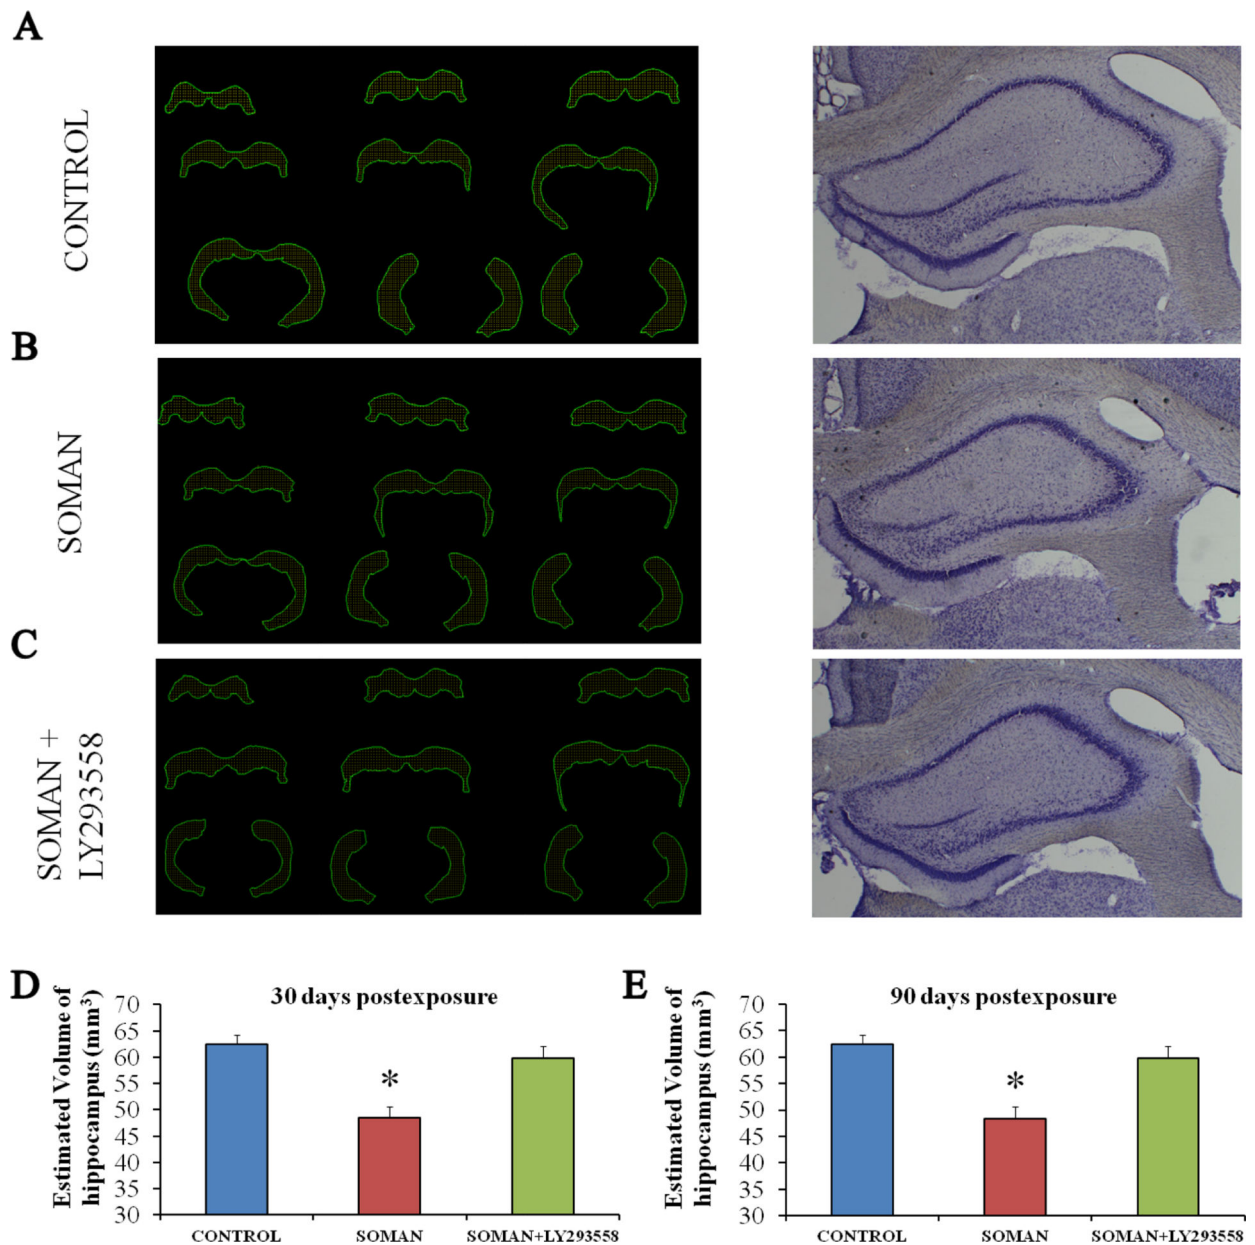 A
CONTROL
B
SOMAN
C
SOMAN +
LY293558
D
30 days postexposure
Estimated Volume of
hippocampus (mm³)
70
65
60
55
50
45
40
35
30
*
CONTROL
SOMAN
SOMAN+LY293558
E
90 days postexposure
Estimated Volume of
hippocampus (mm³)
70
65
60
55
50
45
40
35
30
*
CONTROL
SOMAN
SOMAN+LY293558